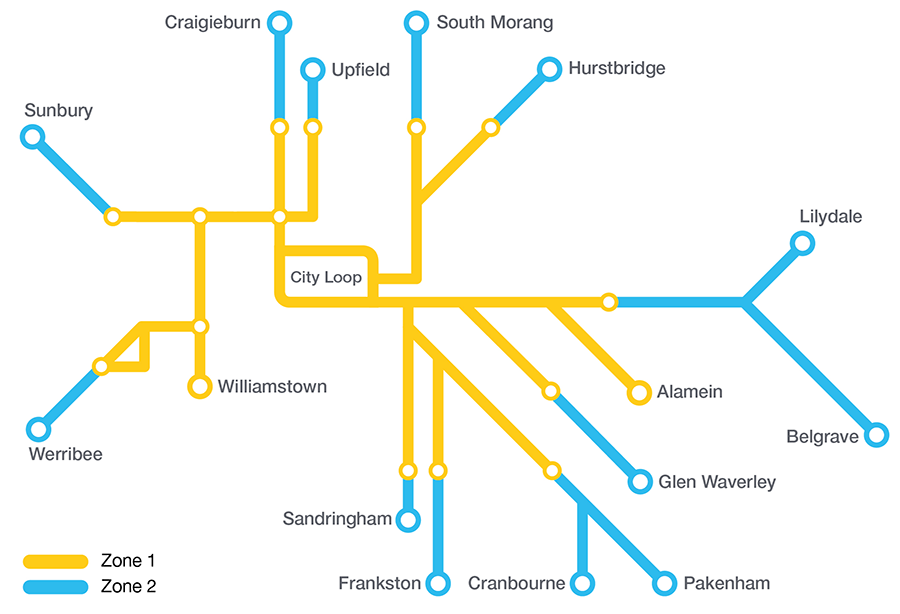 Craigieburn
South Morang
Upfield
Hurstbridge
Sunbury
Lilydale
City Loop
Williamstown
Alamein
Belgrave
Werribee
Glen Waverley
Sandringham
Frankston
Cranbourne
Pakenham
Zone 1
Zone 2